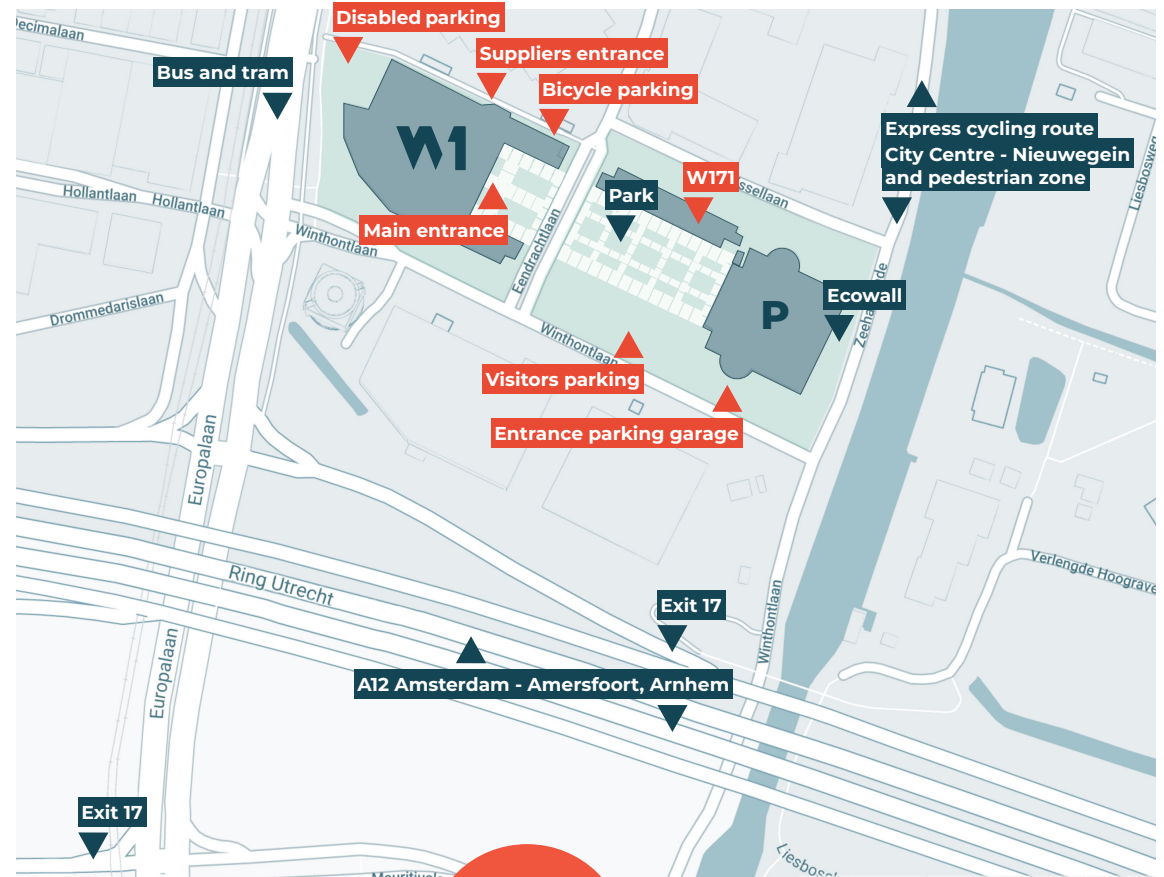 Disabled parking
Decimalaan
Suppliers entrance
Bus and tram
Bicycle parking
Express cycling route
City Centre - Nieuwegein
and pedestrian zone
W1
Liesbosweg
W171
Park
Hollantlaan
Hollantlaan
Main entrance
Winthontlaan
Eendrachtlaan
Ecowall
P
Drommedarislaan
Winthontlaan
Visitors parking
Entrance parking garage
Europalaan
Ring Utrecht
Verlengde Hoograve
Exit 17
Winthontlaan
Europalaan
A12 Amsterdam - Amersfoort, Arnhem
Exit 17